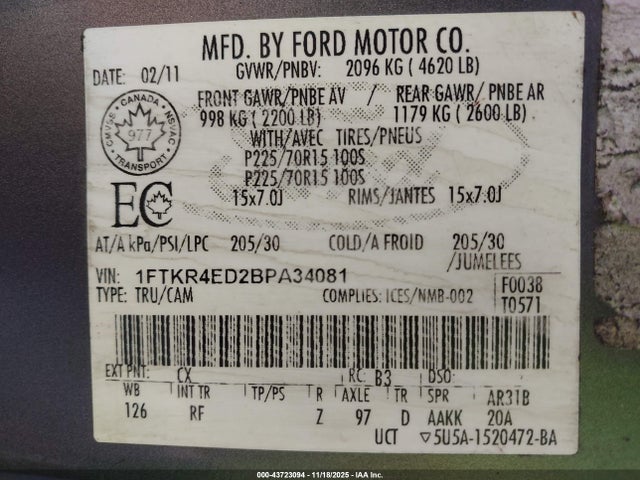 MFD. BY FORD MOTOR CO.
DATE: 02/11
GVWR/PNBV: 2096 KG ( 4620 LB)
FRONT GAWR/PNBE AV / REAR GAWR/ PNBE AR
998 KG ( 2200 LB) 1179 KG ( 2600 LB)
WITH/AVEC TIRES/PNEUS
P225/70R15 100S
P225/70R15 100S
15x7.0J RIMS/JANTES 15x7.0J
CANADA
CMVSS 977 NSVAC
TRANSPORT
EC
AT/A kPa/PSI/LPC 205/30 COLD/A FROID 205/30
/JUMELEES
VIN: 1FTKR4ED2BPA34081
F0038
TYPE: TRU/CAM COMPLIES: ICES/NMB-002
T0571
EXT PNT: CX RC: B3 DSO:
WB INT TR TP/PS R AXLE TR SPR AR31B
126 RF Z 97 D AAKK 20A
UCT ▽5U5A-1520472-BA
000-43723094 | 11/18/2025 — IAA Inc.